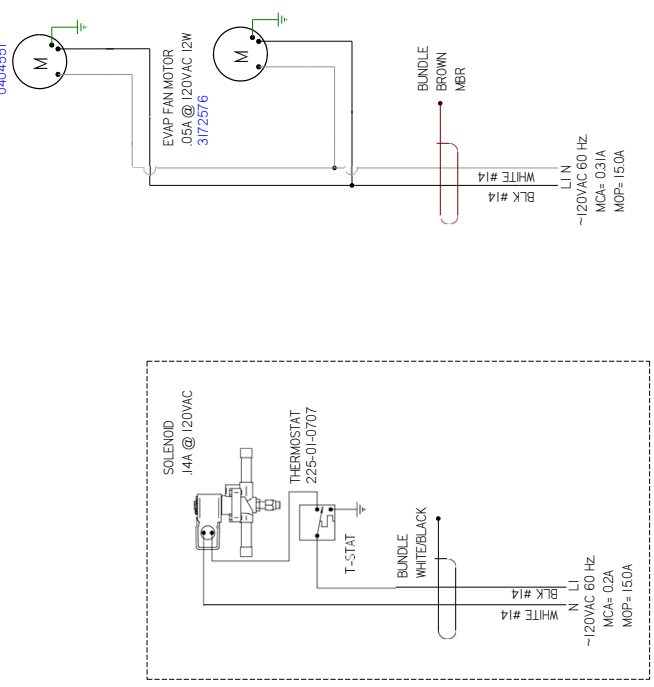 0404551
M
M
EVAP FAN MOTOR
.05A @ 120VAC 12W
3172576
BUNDLE
BROWN
MBR
WHITE #14
BLK #14
L1 N
~120VAC 60 Hz.
MCA= 0.31A
MOP= 15.0A
SOLENOID
.14A @ 120VAC
THERMOSTAT
225-01-0707
T-STAT
BUNDLE
WHITE/BLACK
BLK #14
WHITE #14
N L1
~120VAC 60 Hz.
MCA= 0.2A
MOP= 15.0A